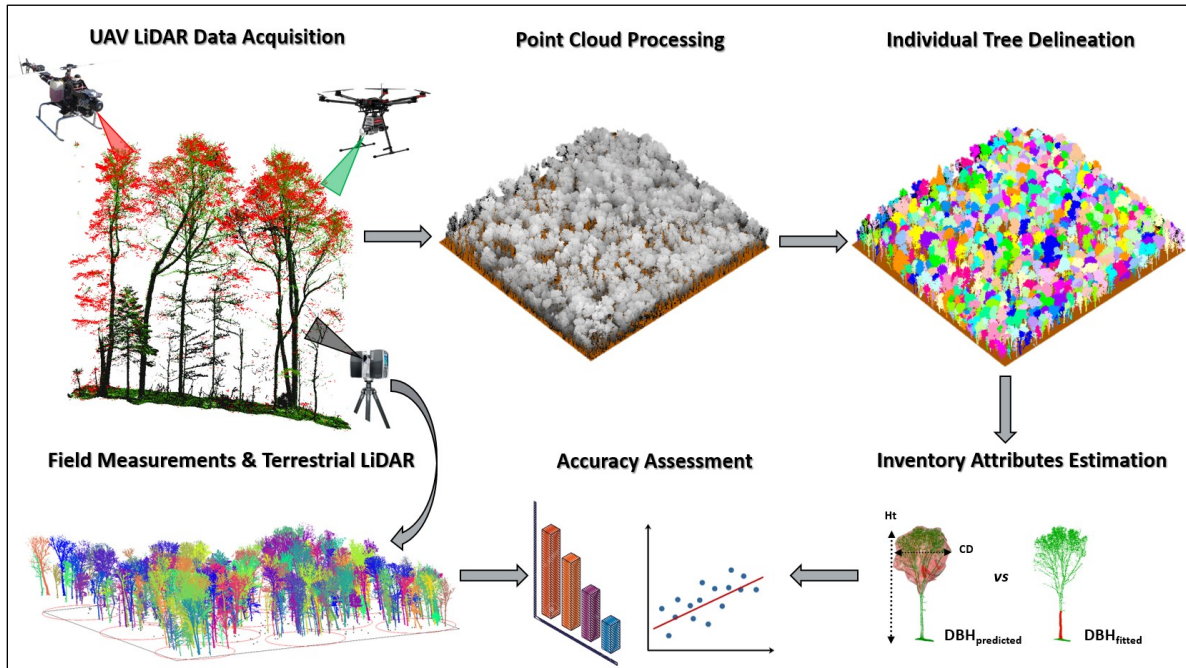 UAV LiDAR Data Acquisition
Point Cloud Processing
Individual Tree Delineation
Field Measurements & Terrestrial LiDAR
Accuracy Assessment
Inventory Attributes Estimation
Ht
CD
vs
DBHpredicted
DBHfitted